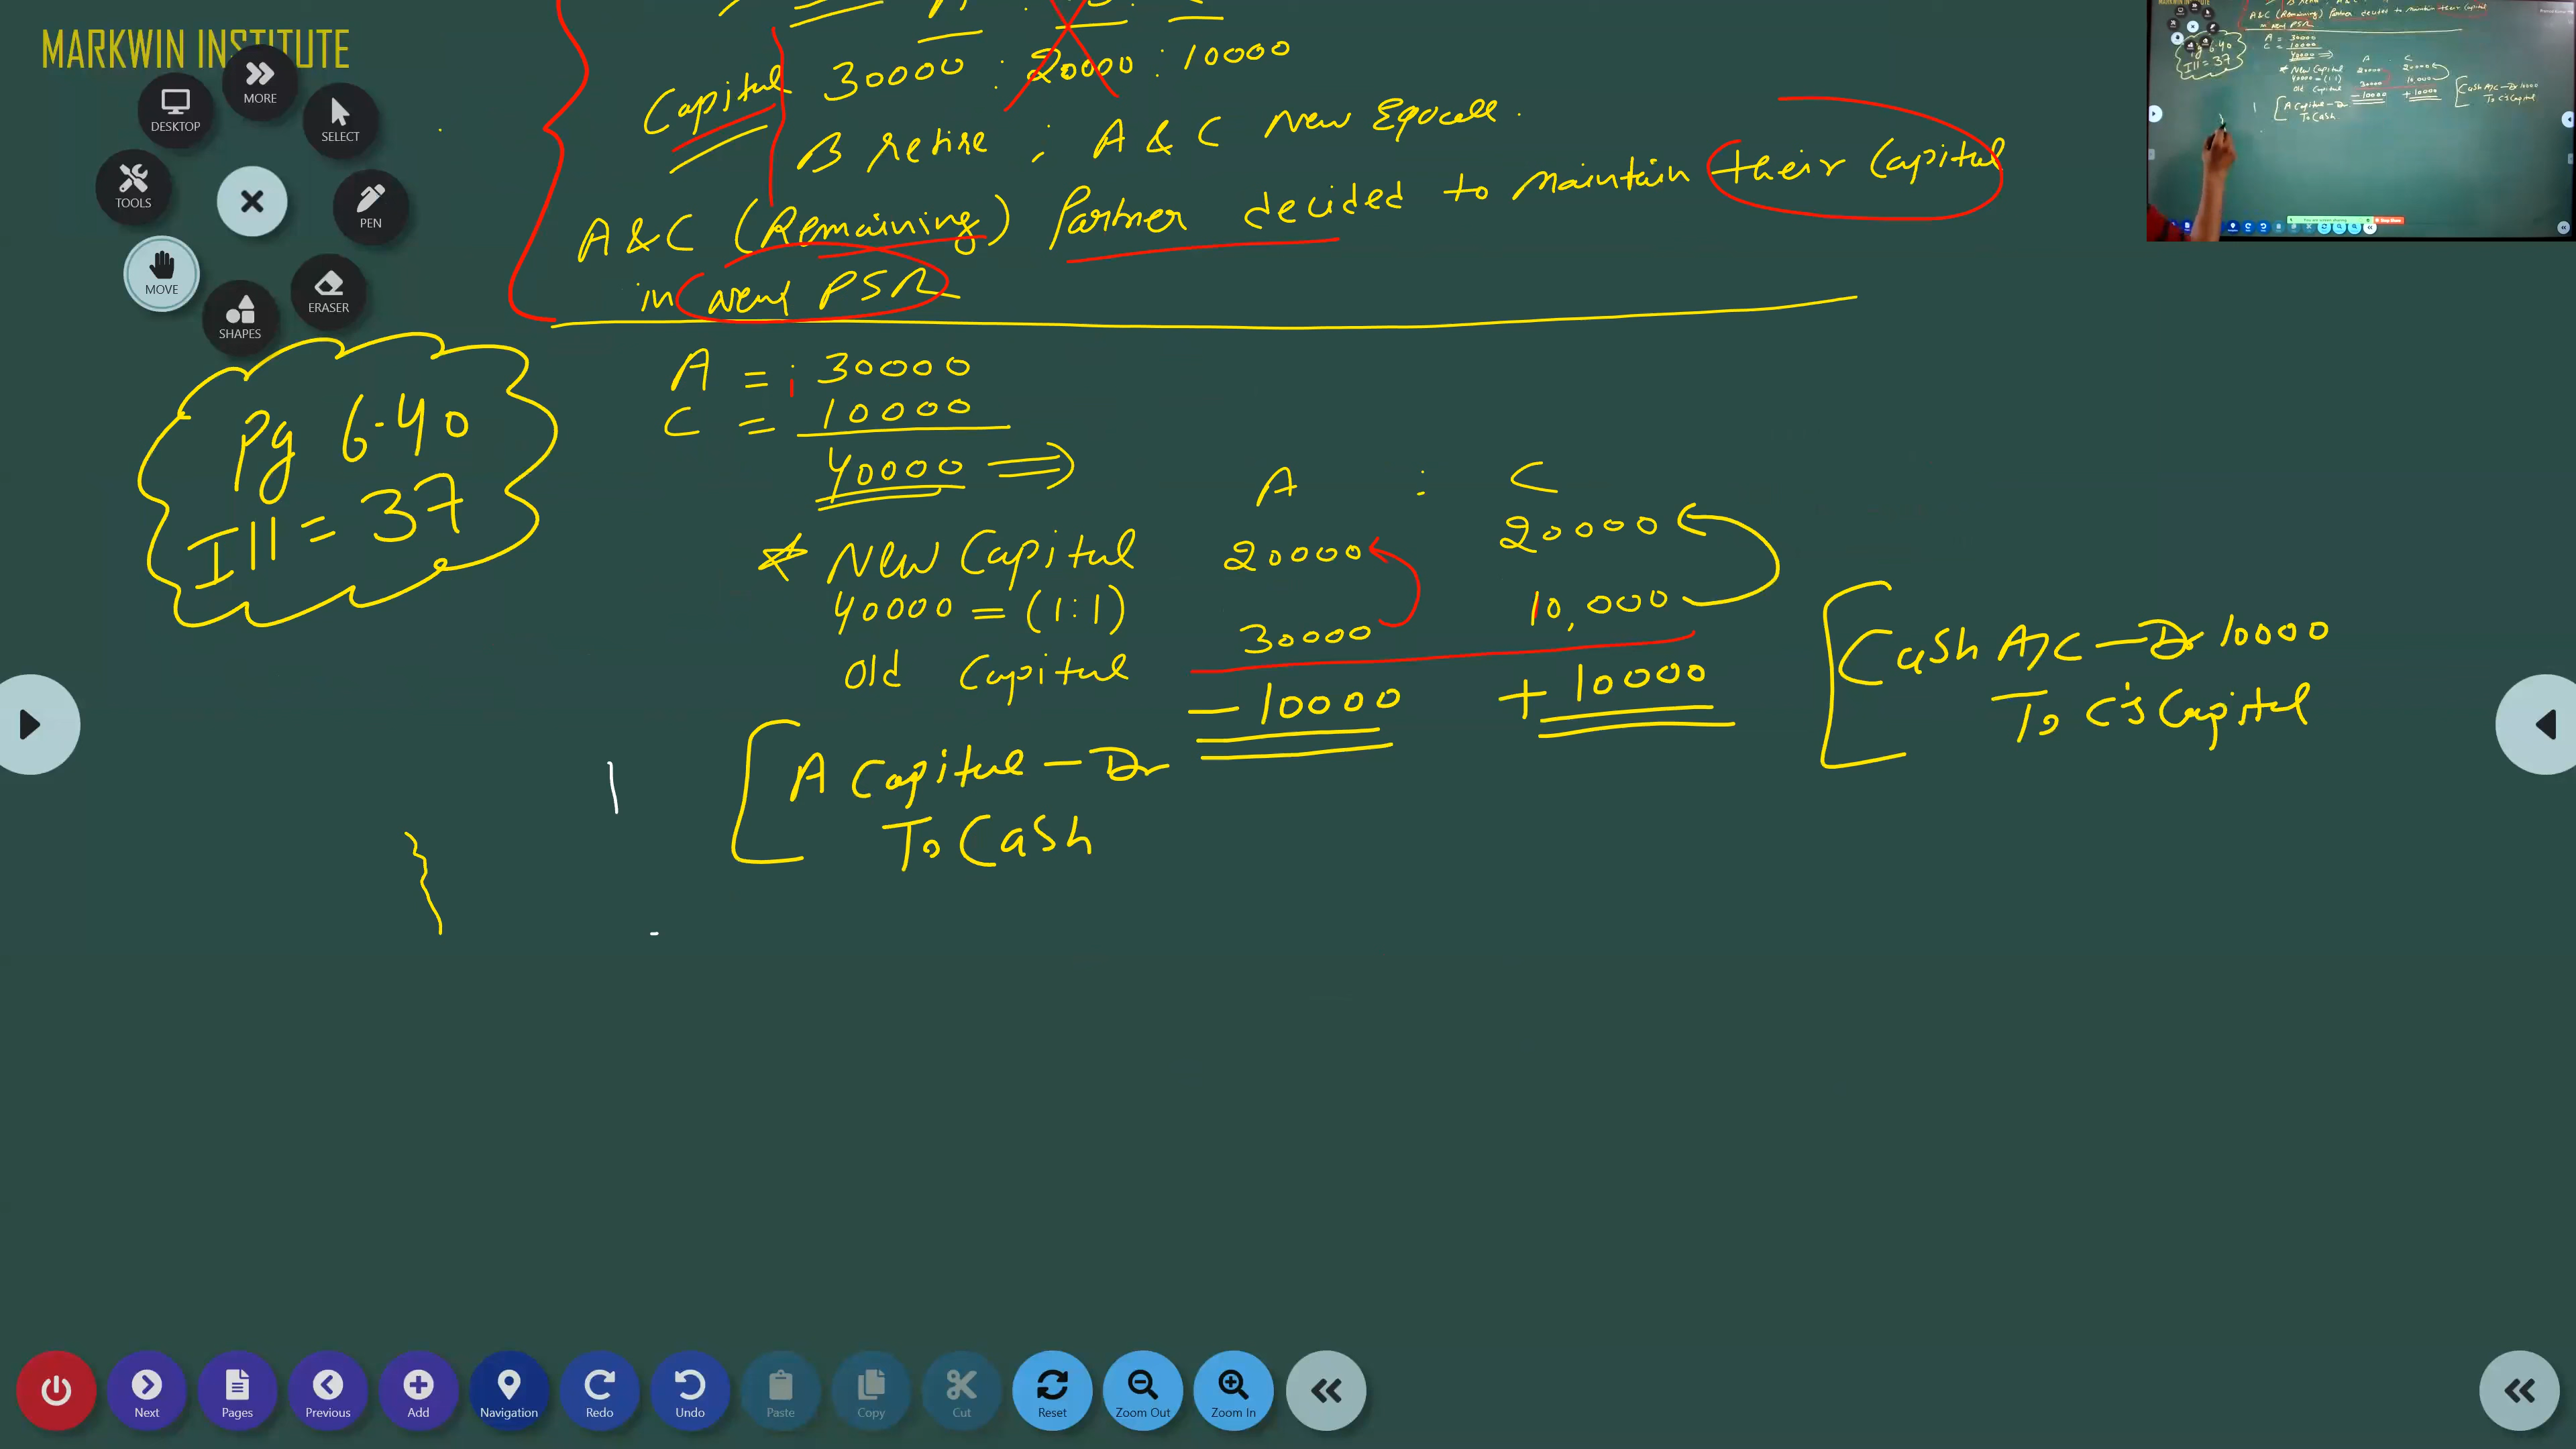 MARKWIN INSTITUTE
MORE
DESKTOP
SELECT
TOOLS
PEN
MOVE
ERASER
SHAPES
Capital 30000 : 20000 : 10000
B retire ; A & C New Equall.
A & C (Remaining) Partner decided to maintain their Capital
in new PSR
Pg 6.40
Ill = 37
A = 30000
C = 10000
40000 ⇒
A : C
* New Capital 20000 20000
40000 = (1:1)
Old Capital 30000 10,000
- 10000 + 10000
Cash A/C - Dr 10000
To C's Capital
A Capital - Dr
To Cash
Next
Pages
Previous
Add
Navigation
Redo
Undo
Paste
Copy
Cut
Reset
Zoom Out
Zoom In